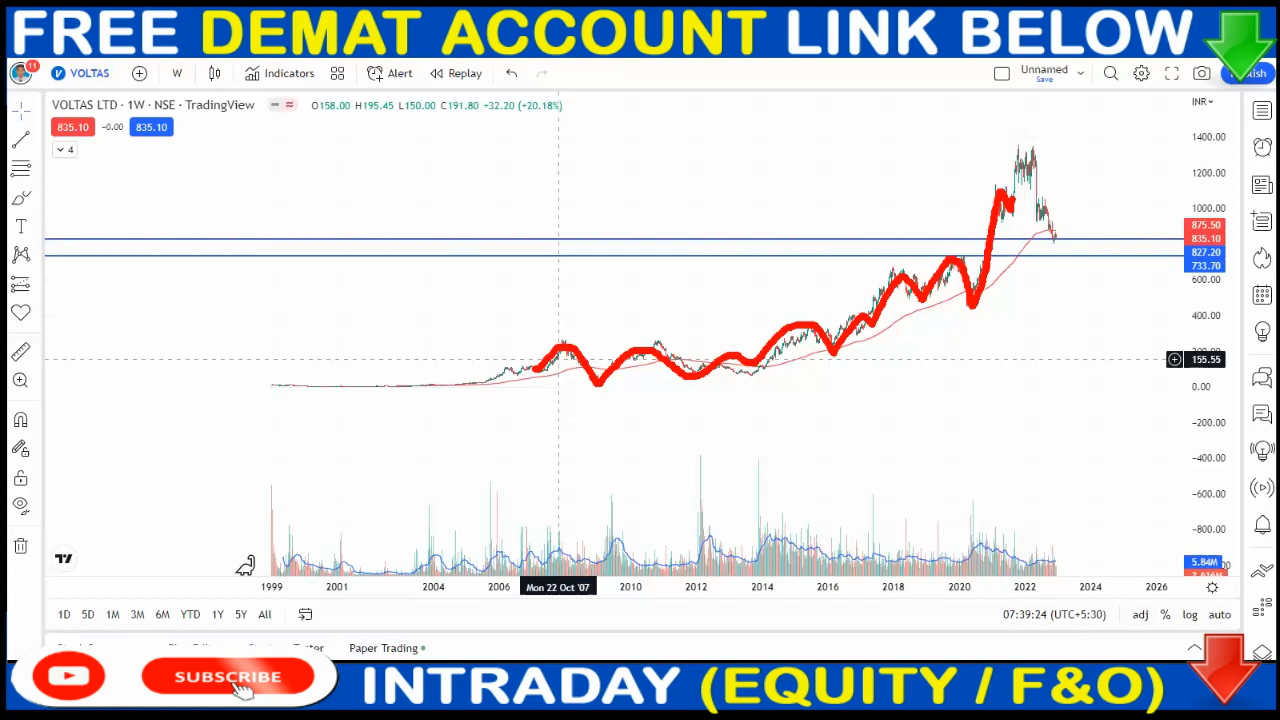 FREE DEMAT ACCOUNT LINK BELOW
11
VOLTAS
W
Indicators
Alert
Replay
Unnamed
Save
VOLTAS LTD · 1W · NSE · TradingView
O158.00 H195.45 L150.00 C191.80 +32.20 (+20.18%)
INR
835.10
−0.00
835.10
4
1400.00
1200.00
1000.00
875.50
835.10
827.20
733.70
600.00
400.00
155.55
0.00
−200.00
−400.00
−600.00
−800.00
5.84M
1999
2001
2004
2006
Mon 22 Oct '07
2010
2012
2014
2016
2018
2020
2022
2024
2026
1D 5D 1M 3M 6M YTD 1Y 5Y All
07:39:24 (UTC+5:30)
adj % log auto
Paper Trading
SUBSCRIBE
INTRADAY (EQUITY / F&O)